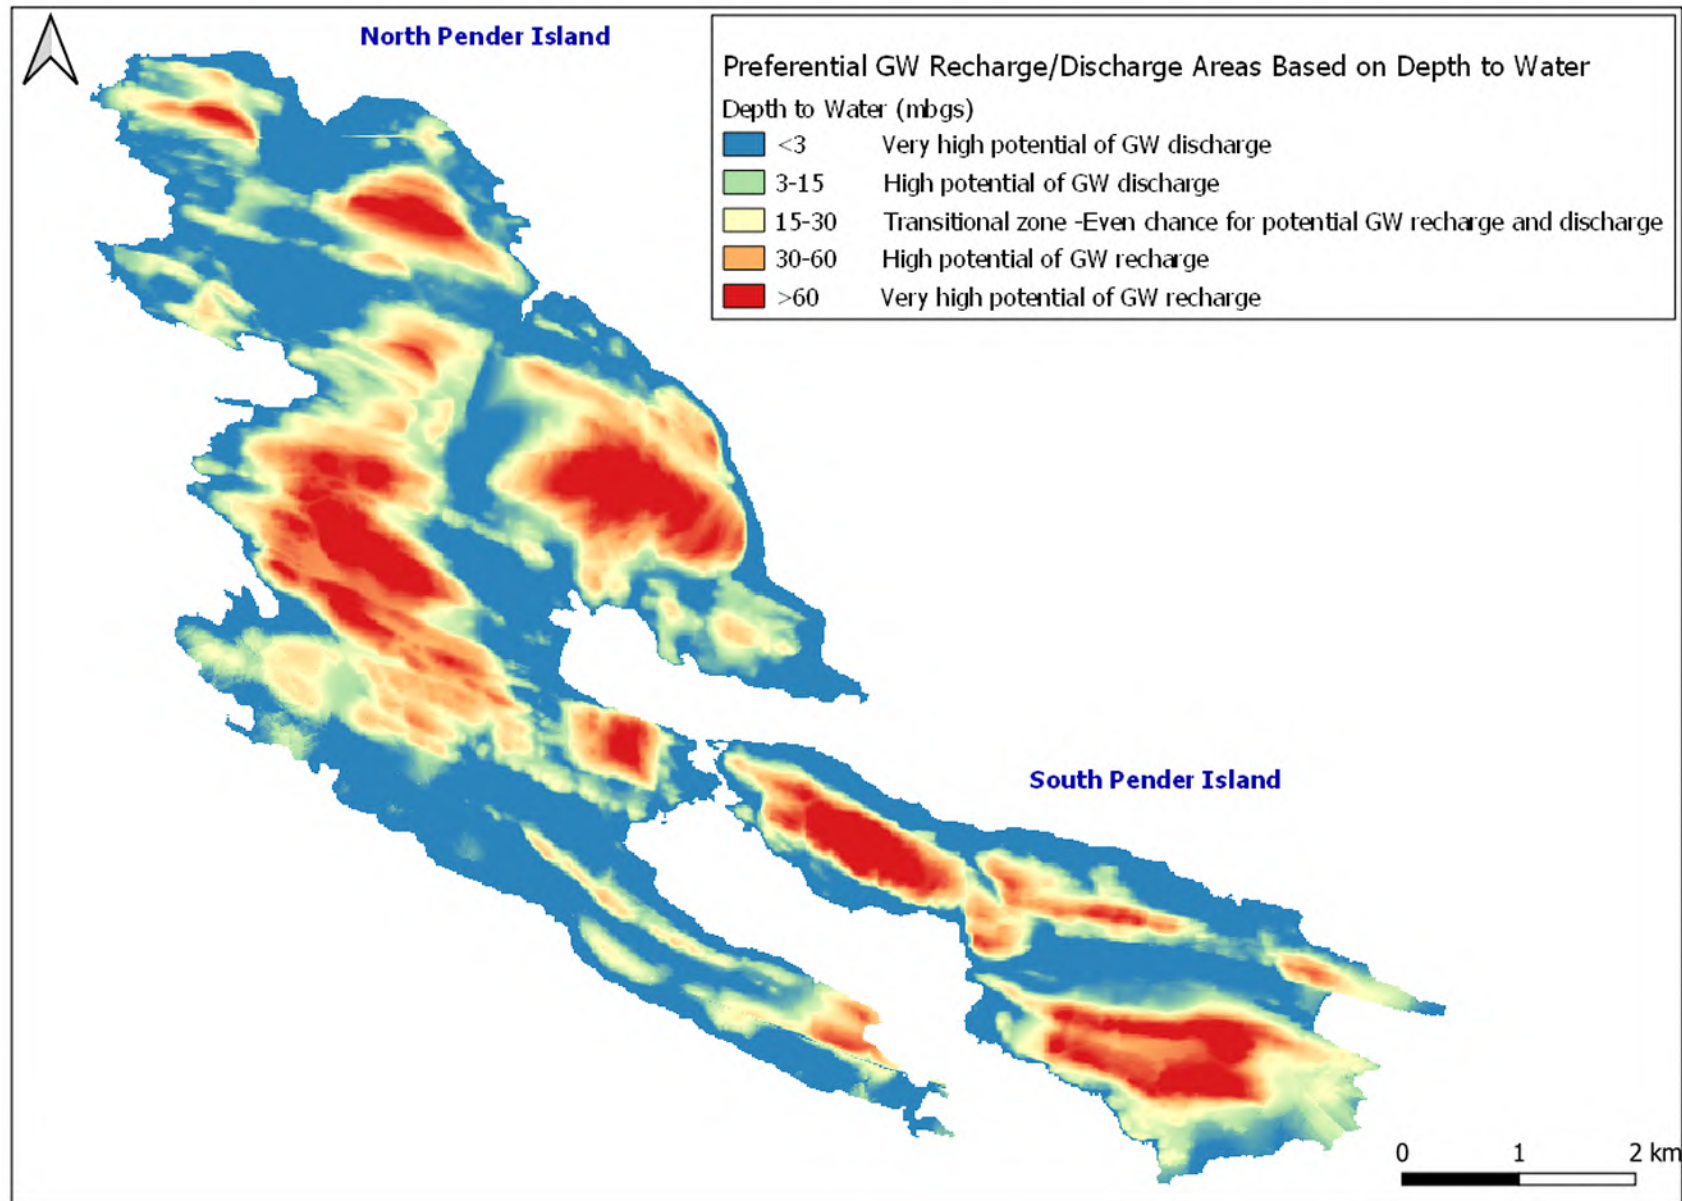 North Pender Island
Preferential GW Recharge/Discharge Areas Based on Depth to Water
Depth to Water (mbgs)
<3 Very high potential of GW discharge
3-15 High potential of GW discharge
15-30 Transitional zone -Even chance for potential GW recharge and discharge
30-60 High potential of GW recharge
>60 Very high potential of GW recharge
South Pender Island
0 1 2 km